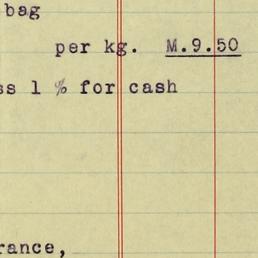 bag
per kg. M.9.50
ss 1 % for cash
rance,